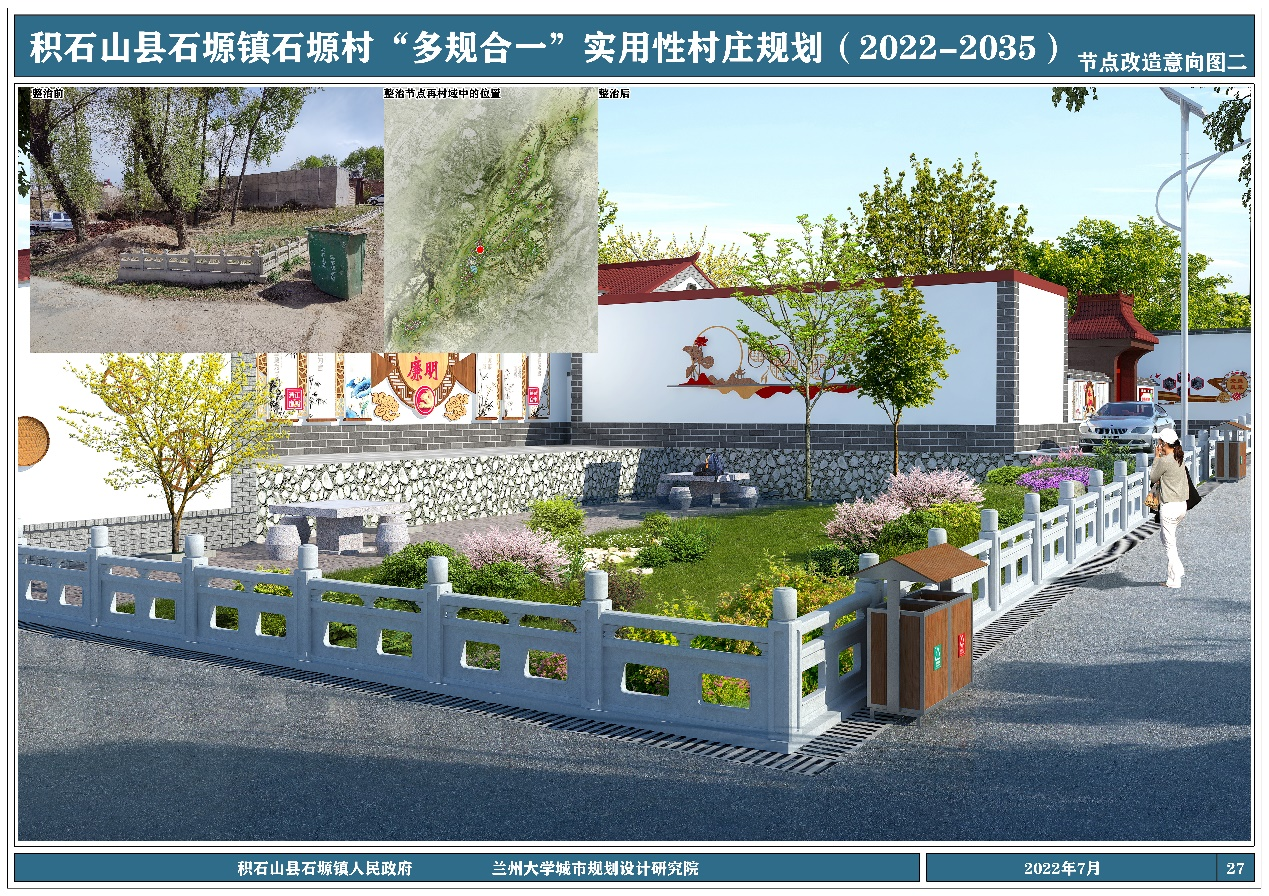 积石山县石塬镇石塬村“多规合一”实用性村庄规划（2022-2035）
节点改造意向图二
整治前
整治节点再村域中的位置
整治后
廉明
积石山县石塬镇人民政府
兰州大学城市规划设计研究院
2022年7月
27